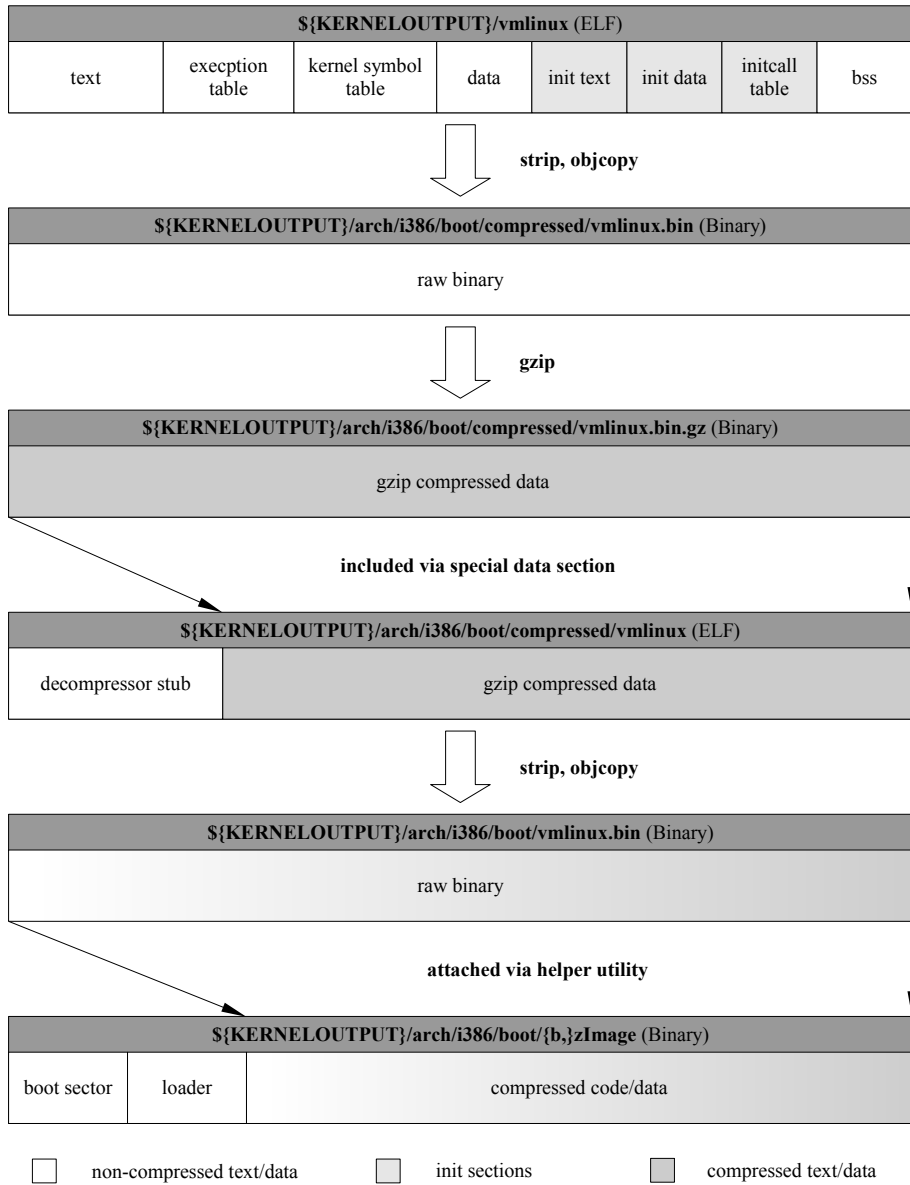 ${KERNELOUTPUT}/vmlinux (ELF)
text
execption
table
kernel symbol
table
data
init text
init data
initcall
table
bss
strip, objcopy
${KERNELOUTPUT}/arch/i386/boot/compressed/vmlinux.bin (Binary)
raw binary
gzip
${KERNELOUTPUT}/arch/i386/boot/compressed/vmlinux.bin.gz (Binary)
gzip compressed data
included via special data section
${KERNELOUTPUT}/arch/i386/boot/compressed/vmlinux (ELF)
decompressor stub
gzip compressed data
strip, objcopy
${KERNELOUTPUT}/arch/i386/boot/vmlinux.bin (Binary)
raw binary
attached via helper utility
${KERNELOUTPUT}/arch/i386/boot/{b,}zImage (Binary)
boot sector
loader
compressed code/data
non-compressed text/data
init sections
compressed text/data